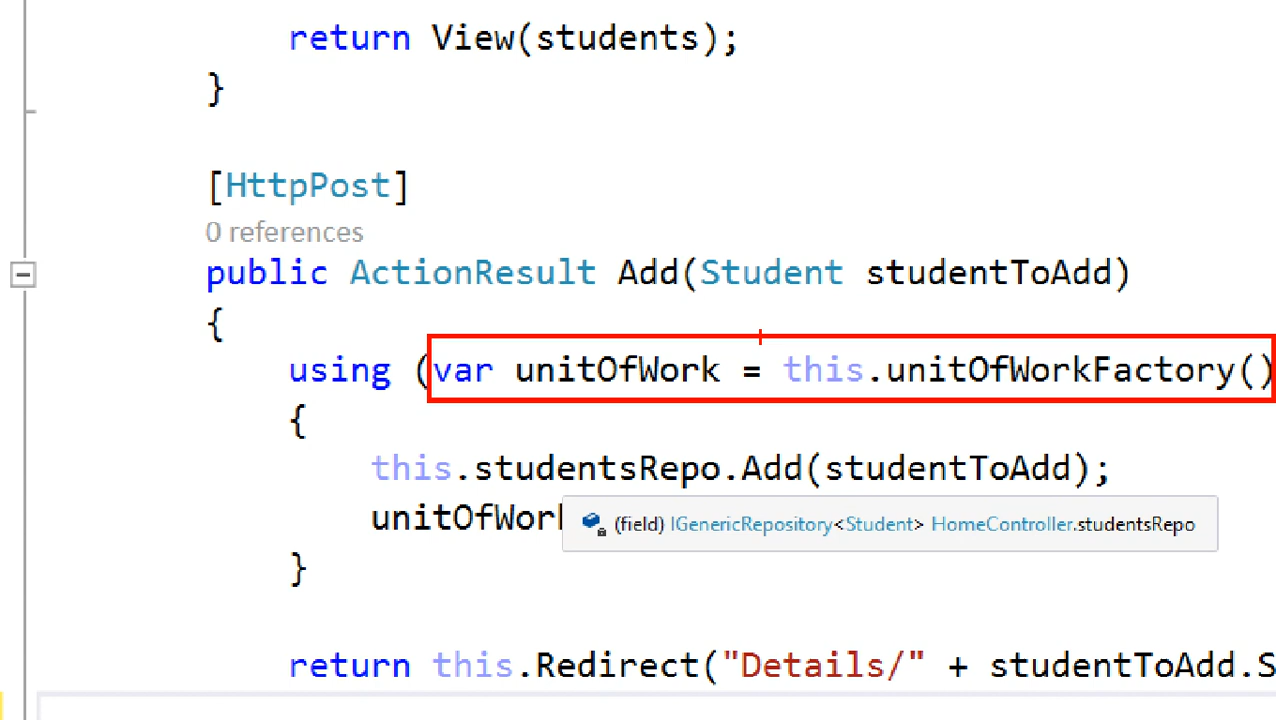 return View(students);
}
[HttpPost]
0 references
public ActionResult Add(Student studentToAdd)
{
using (var unitOfWork = this.unitOfWorkFactory()
{
this.studentsRepo.Add(studentToAdd);
unitOfWork
(field) IGenericRepository<Student> HomeController.studentsRepo
}
return this.Redirect("Details/" + studentToAdd.S